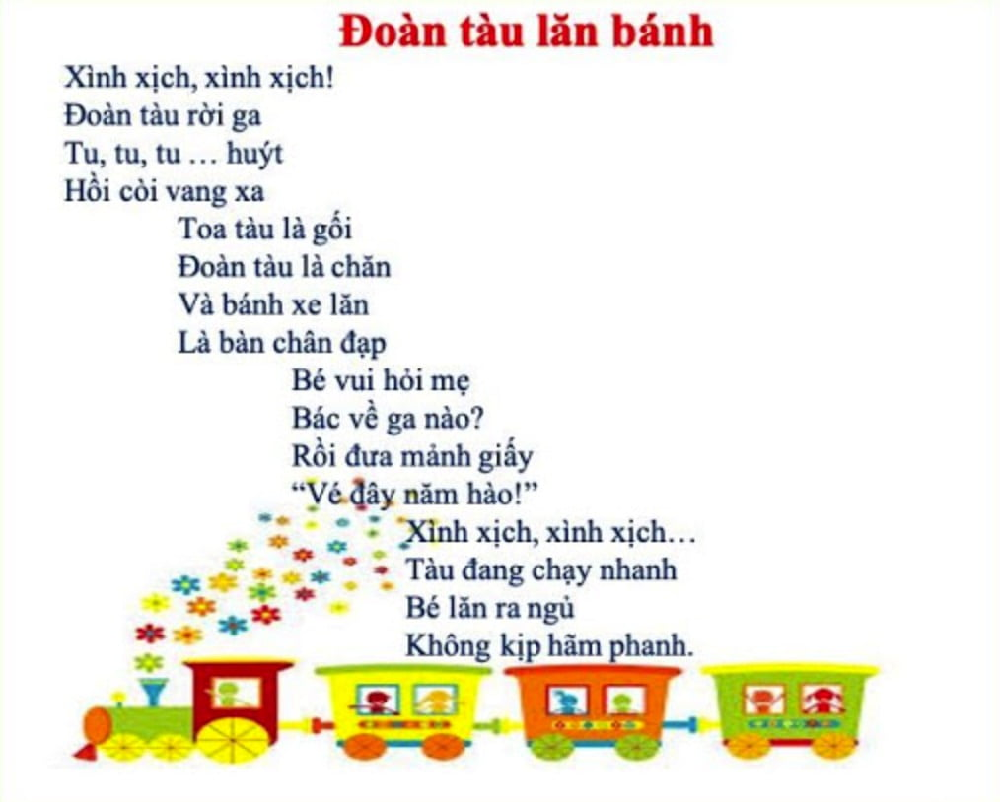 Đoàn tàu lăn bánh
Xình xịch, xình xịch!
Đoàn tàu rời ga
Tu, tu, tu … huýt
Hồi còi vang xa
Toa tàu là gối
Đoàn tàu là chăn
Và bánh xe lăn
Là bàn chân đạp
Bé vui hỏi mẹ
Bác về ga nào?
Rồi đưa mảnh giấy
“Vé đây năm hào!”
Xình xịch, xình xịch…
Tàu đang chạy nhanh
Bé lăn ra ngủ
Không kịp hãm phanh.